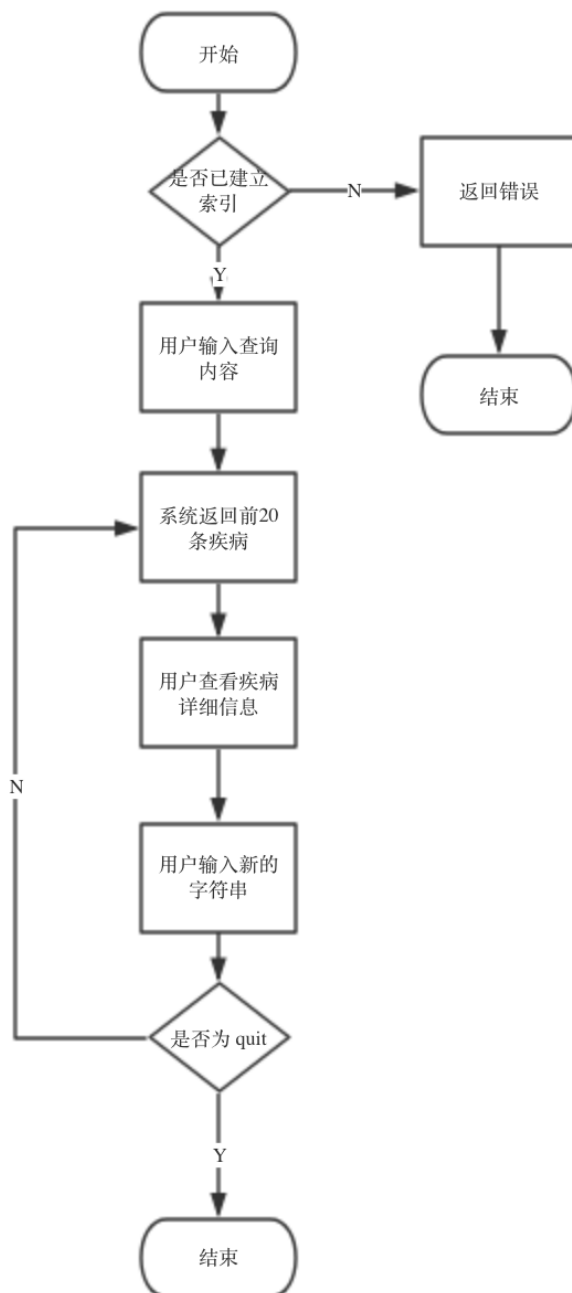 开始
是否已建立
索引
N
返回错误
Y
用户输入查询
内容
结束
系统返回前20
条疾病
用户查看疾病
详细信息
N
用户输入新的
字符串
是否为 quit
Y
结束